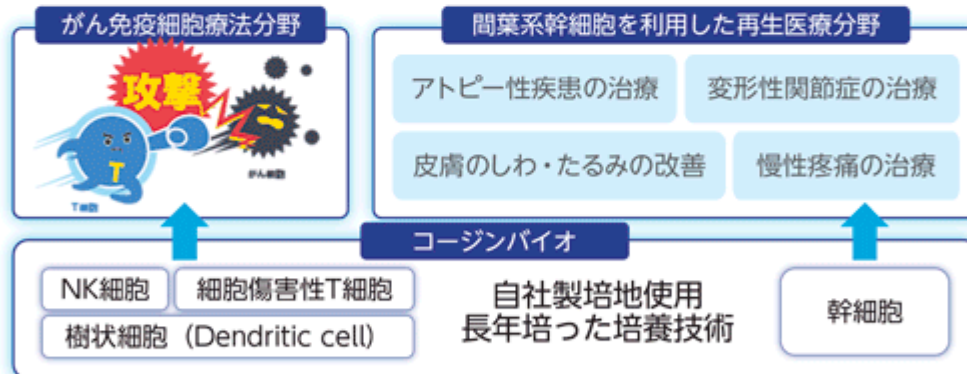 がん免疫細胞療法分野
攻撃
T
T細胞
がん細胞
間葉系幹細胞を利用した再生医療分野
アトピー性疾患の治療
変形性関節症の治療
皮膚のしわ・たるみの改善
慢性疼痛の治療
コージンバイオ
NK細胞
細胞傷害性T細胞
樹状細胞（Dendritic cell）
自社製培地使用
長年培った培養技術
幹細胞